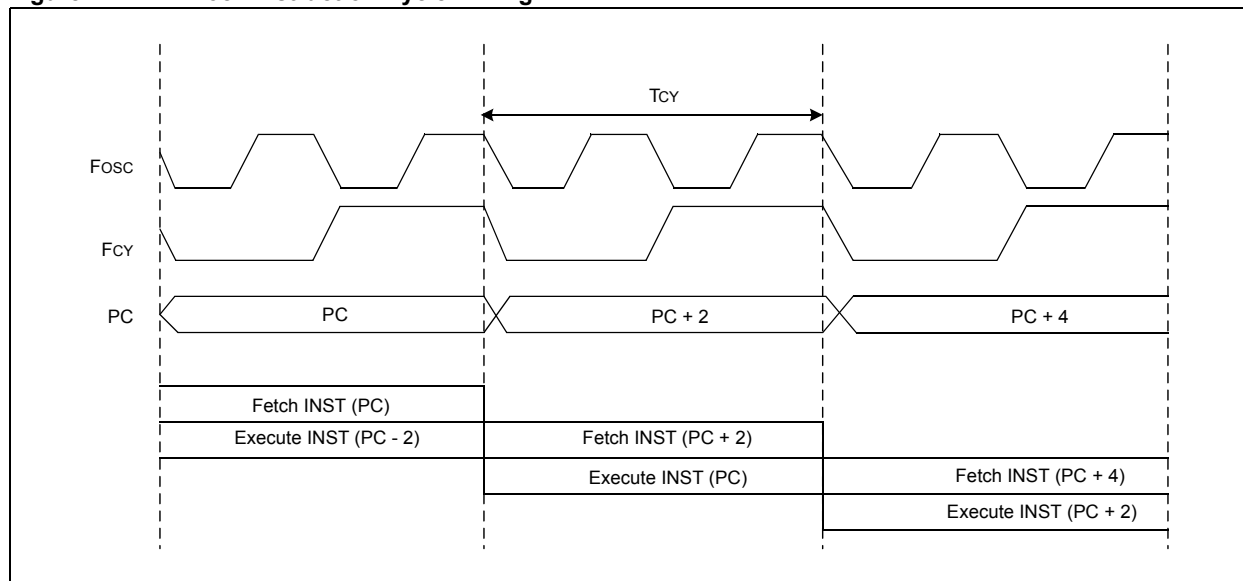 TCY
FOSC
FCY
PC
PC
PC + 2
PC + 4
Fetch INST (PC)
Execute INST (PC - 2)
Fetch INST (PC + 2)
Execute INST (PC)
Fetch INST (PC + 4)
Execute INST (PC + 2)